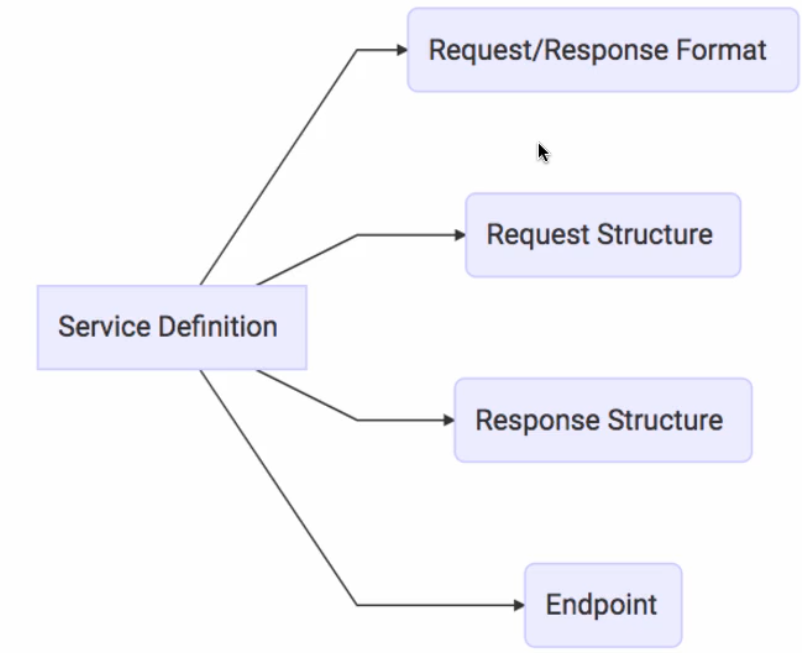 Request/Response Format
Request Structure
Service Definition
Response Structure
Endpoint